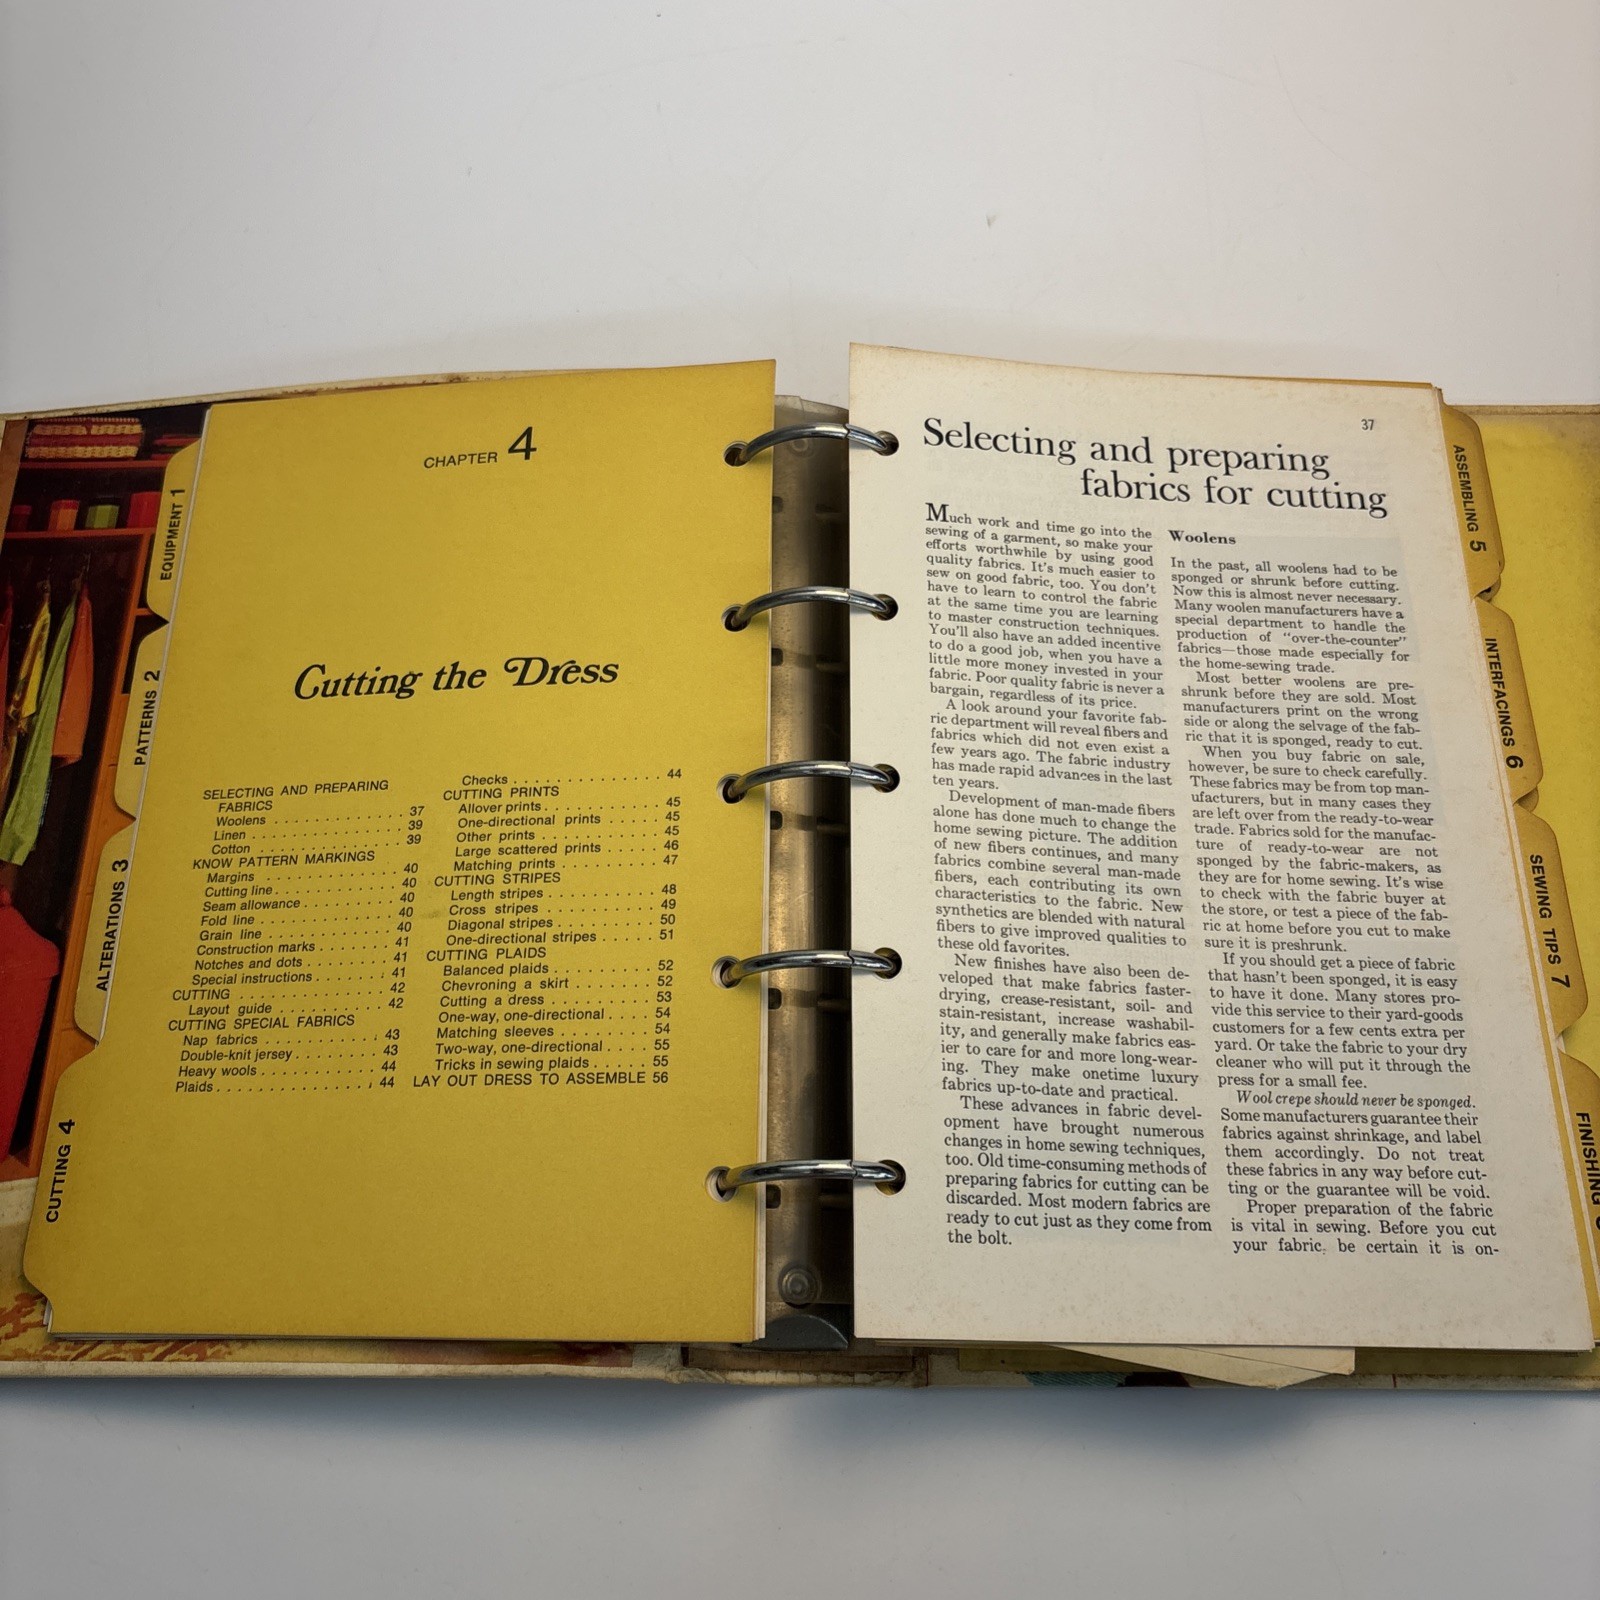 EQUIPMENT 1
PATTERNS 2
ALTERATIONS 3
CUTTING 4
CHAPTER 4
Cutting the Dress
SELECTING AND PREPARING
FABRICS
Woolens . . . . . . . . . . . . . 37
Linen . . . . . . . . . . . . . . . 39
Cotton . . . . . . . . . . . . . . 39
KNOW PATTERN MARKINGS
Margins . . . . . . . . . . . . . 40
Cutting line . . . . . . . . . . . 40
Seam allowance . . . . . . . . . 40
Fold line . . . . . . . . . . . . . 40
Grain line . . . . . . . . . . . . 40
Construction marks . . . . . . . 41
Notches and dots . . . . . . . . 41
Special instructions . . . . . . . 41
CUTTING . . . . . . . . . . . . . 42
Layout guide . . . . . . . . . . 42
CUTTING SPECIAL FABRICS
Nap fabrics . . . . . . . . . . . 43
Double-knit jersey . . . . . . . . 43
Heavy wools . . . . . . . . . . . 44
Plaids . . . . . . . . . . . . . . 44
Checks . . . . . . . . . . . . . . 44
CUTTING PRINTS
Allover prints . . . . . . . . . . 45
One-directional prints . . . . . 45
Other prints . . . . . . . . . . . 45
Large scattered prints . . . . . 46
Matching prints . . . . . . . . . 47
CUTTING STRIPES
Length stripes . . . . . . . . . . 48
Cross stripes . . . . . . . . . . 49
Diagonal stripes . . . . . . . . . 50
One-directional stripes . . . . . 51
CUTTING PLAIDS
Balanced plaids . . . . . . . . . 52
Chevroning a skirt . . . . . . . 52
Cutting a dress . . . . . . . . . 53
One-way, one-directional . . . . 54
Matching sleeves . . . . . . . . 54
Two-way, one-directional . . . . 55
Tricks in sewing plaids . . . . . 55
LAY OUT DRESS TO ASSEMBLE 56
37
Selecting and preparing
fabrics for cutting
Much work and time go into the
sewing of a garment, so make your
efforts worthwhile by using good
quality fabrics. It's much easier to
sew on good fabric, too. You don't
have to learn to control the fabric
at the same time you are learning
to master construction techniques.
You'll also have an added incentive
to do a good job, when you have a
little more money invested in your
fabric. Poor quality fabric is never a
bargain, regardless of its price.
A look around your favorite fab-
ric department will reveal fibers and
fabrics which did not even exist a
few years ago. The fabric industry
has made rapid advances in the last
ten years.
Development of man-made fibers
alone has done much to change the
home sewing picture. The addition
of new fibers continues, and many
fabrics combine several man-made
fibers, each contributing its own
characteristics to the fabric. New
synthetics are blended with natural
fibers to give improved qualities to
these old favorites.
New finishes have also been de-
veloped that make fabrics faster-
drying, crease-resistant, soil- and
stain-resistant, increase washabil-
ity, and generally make fabrics eas-
ier to care for and more long-wear-
ing. They make onetime luxury
fabrics up-to-date and practical.
These advances in fabric devel-
opment have brought numerous
changes in home sewing techniques,
too. Old time-consuming methods of
preparing fabrics for cutting can be
discarded. Most modern fabrics are
ready to cut just as they come from
the bolt.
Woolens
In the past, all woolens had to be
sponged or shrunk before cutting.
Now this is almost never necessary.
Many woolen manufacturers have a
special department to handle the
production of "over-the-counter"
fabrics—those made especially for
the home-sewing trade.
Most better woolens are pre-
shrunk before they are sold. Most
manufacturers print on the wrong
side or along the selvage of the fab-
ric that it is sponged, ready to cut.
When you buy fabric on sale,
however, be sure to check carefully.
These fabrics may be from top man-
ufacturers, but in many cases they
are left over from the ready-to-wear
trade. Fabrics sold for the manufac-
ture of ready-to-wear are not
sponged by the fabric-makers, as
they are for home sewing. It's wise
to check with the fabric buyer at
the store, or test a piece of the fab-
ric at home before you cut to make
sure it is preshrunk.
If you should get a piece of fabric
that hasn't been sponged, it is easy
to have it done. Many stores pro-
vide this service to their yard-goods
customers for a few cents extra per
yard. Or take the fabric to your dry
cleaner who will put it through the
press for a small fee.
Wool crepe should never be sponged.
Some manufacturers guarantee their
fabrics against shrinkage, and label
them accordingly. Do not treat
these fabrics in any way before cut-
ting or the guarantee will be void.
Proper preparation of the fabric
is vital in sewing. Before you cut
your fabric, be certain it is on-
ASSEMBLING 5
INTERFACINGS 6
SEWING TIPS 7
FINISHING